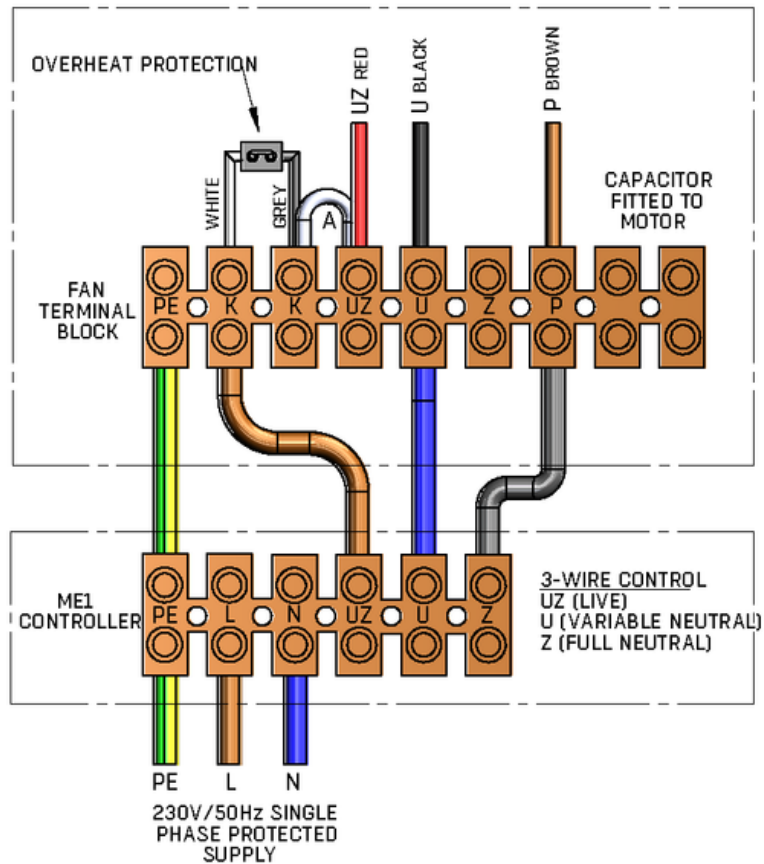 OVERHEAT PROTECTION
UZ RED
U BLACK
P BROWN
WHITE
GREY
A
CAPACITOR
FITTED TO
MOTOR
FAN
TERMINAL
BLOCK
PE K K UZ U Z P
ME1
CONTROLLER
PE L N UZ U Z
3-WIRE CONTROL
UZ (LIVE)
U (VARIABLE NEUTRAL)
Z (FULL NEUTRAL)
PE L N
230V/50Hz SINGLE
PHASE PROTECTED
SUPPLY